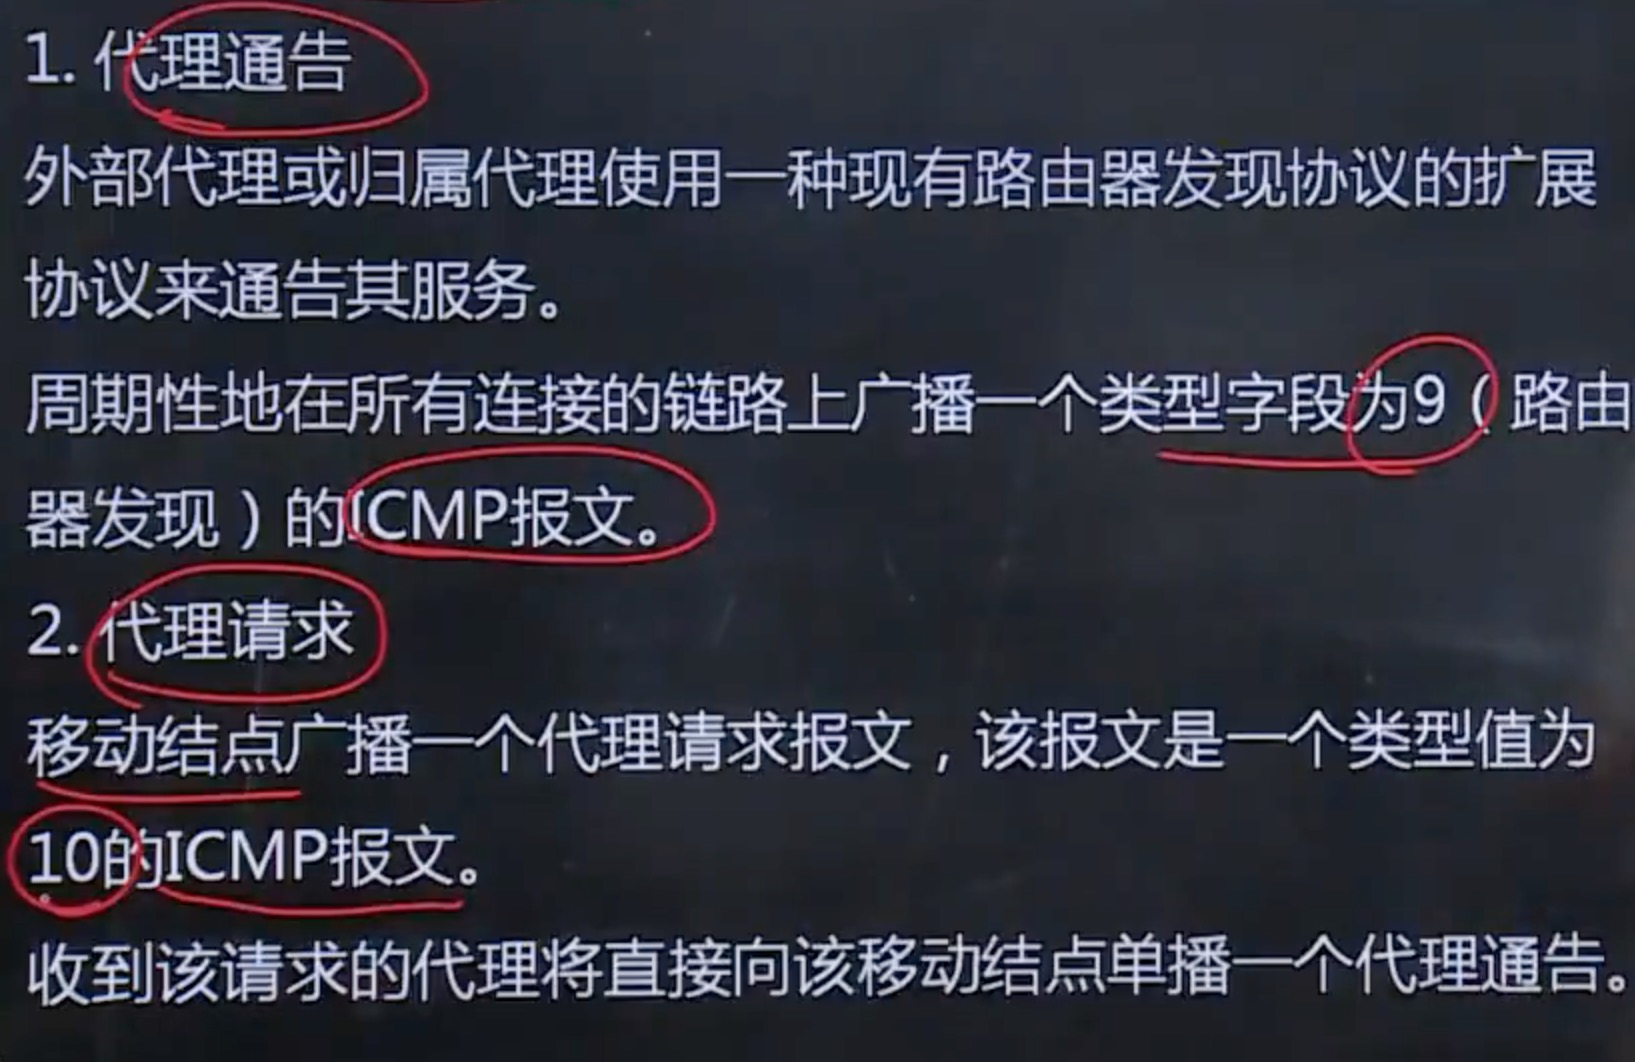 1. 代理通告
外部代理或归属代理使用一种现有路由器发现协议的扩展
协议来通告其服务。
周期性地在所有连接的链路上广播一个类型字段为9（路由
器发现）的ICMP报文。
2. 代理请求
移动结点广播一个代理请求报文，该报文是一个类型值为
10的ICMP报文。
收到该请求的代理将直接向该移动结点单播一个代理通告。